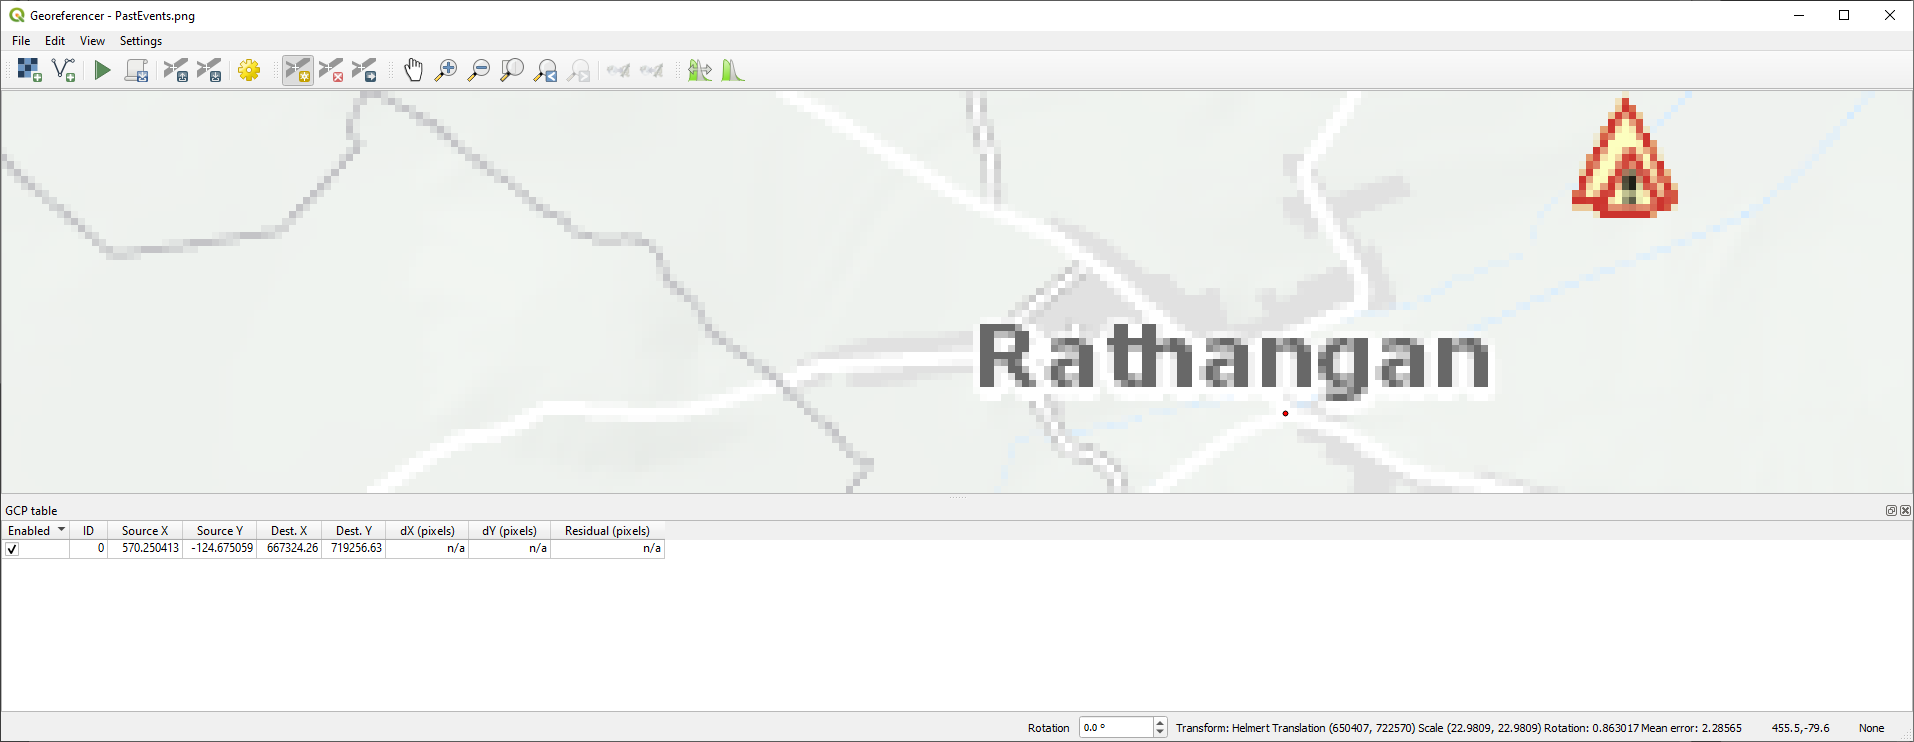 Georeferencer - PastEvents.png
File Edit View Settings
Rathangan
GCP table
Enabled ID Source X Source Y Dest. X Dest. Y dX (pixels) dY (pixels) Residual (pixels)
0 570.250413 -124.675059 667324.26 719256.63 n/a n/a n/a
Rotation 0.0 ° Transform: Helmert Translation (650407, 722570) Scale (22.9809, 22.9809) Rotation: 0.863017 Mean error: 2.28565 455.5,-79.6 None